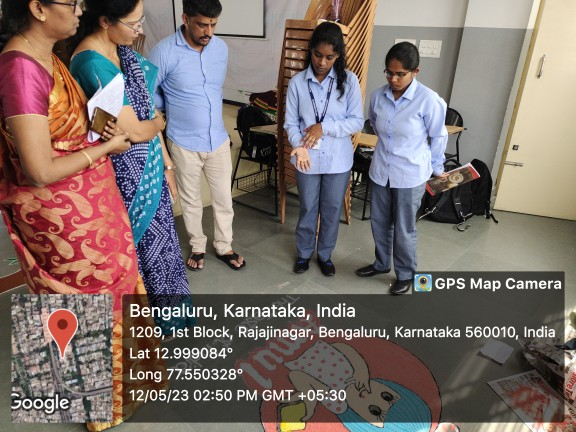 GPS Map Camera
Bengaluru, Karnataka, India
1209, 1st Block, Rajajinagar, Bengaluru, Karnataka 560010, India
Lat 12.999084°
Long 77.550328°
12/05/23 02:50 PM GMT +05:30
Google